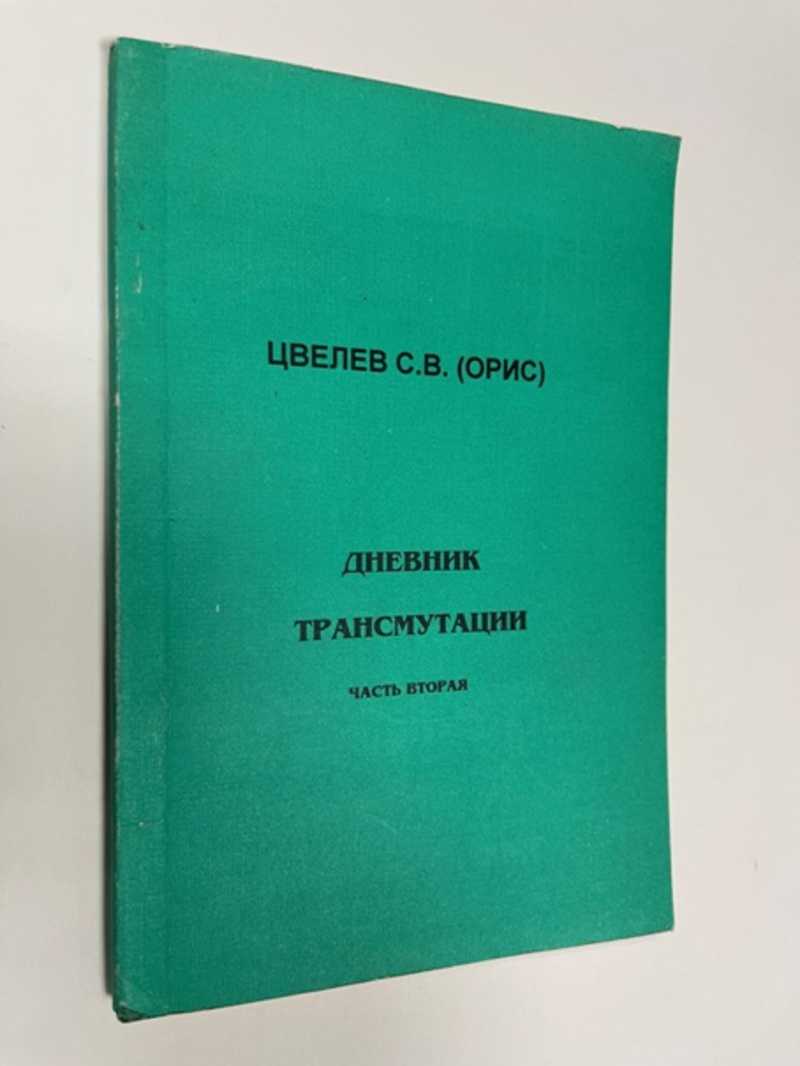 ЦВЕЛЕВ С.В. (ОРИС)
ДНЕВНИК
ТРАНСМУТАЦИИ
ЧАСТЬ ВТОРАЯ